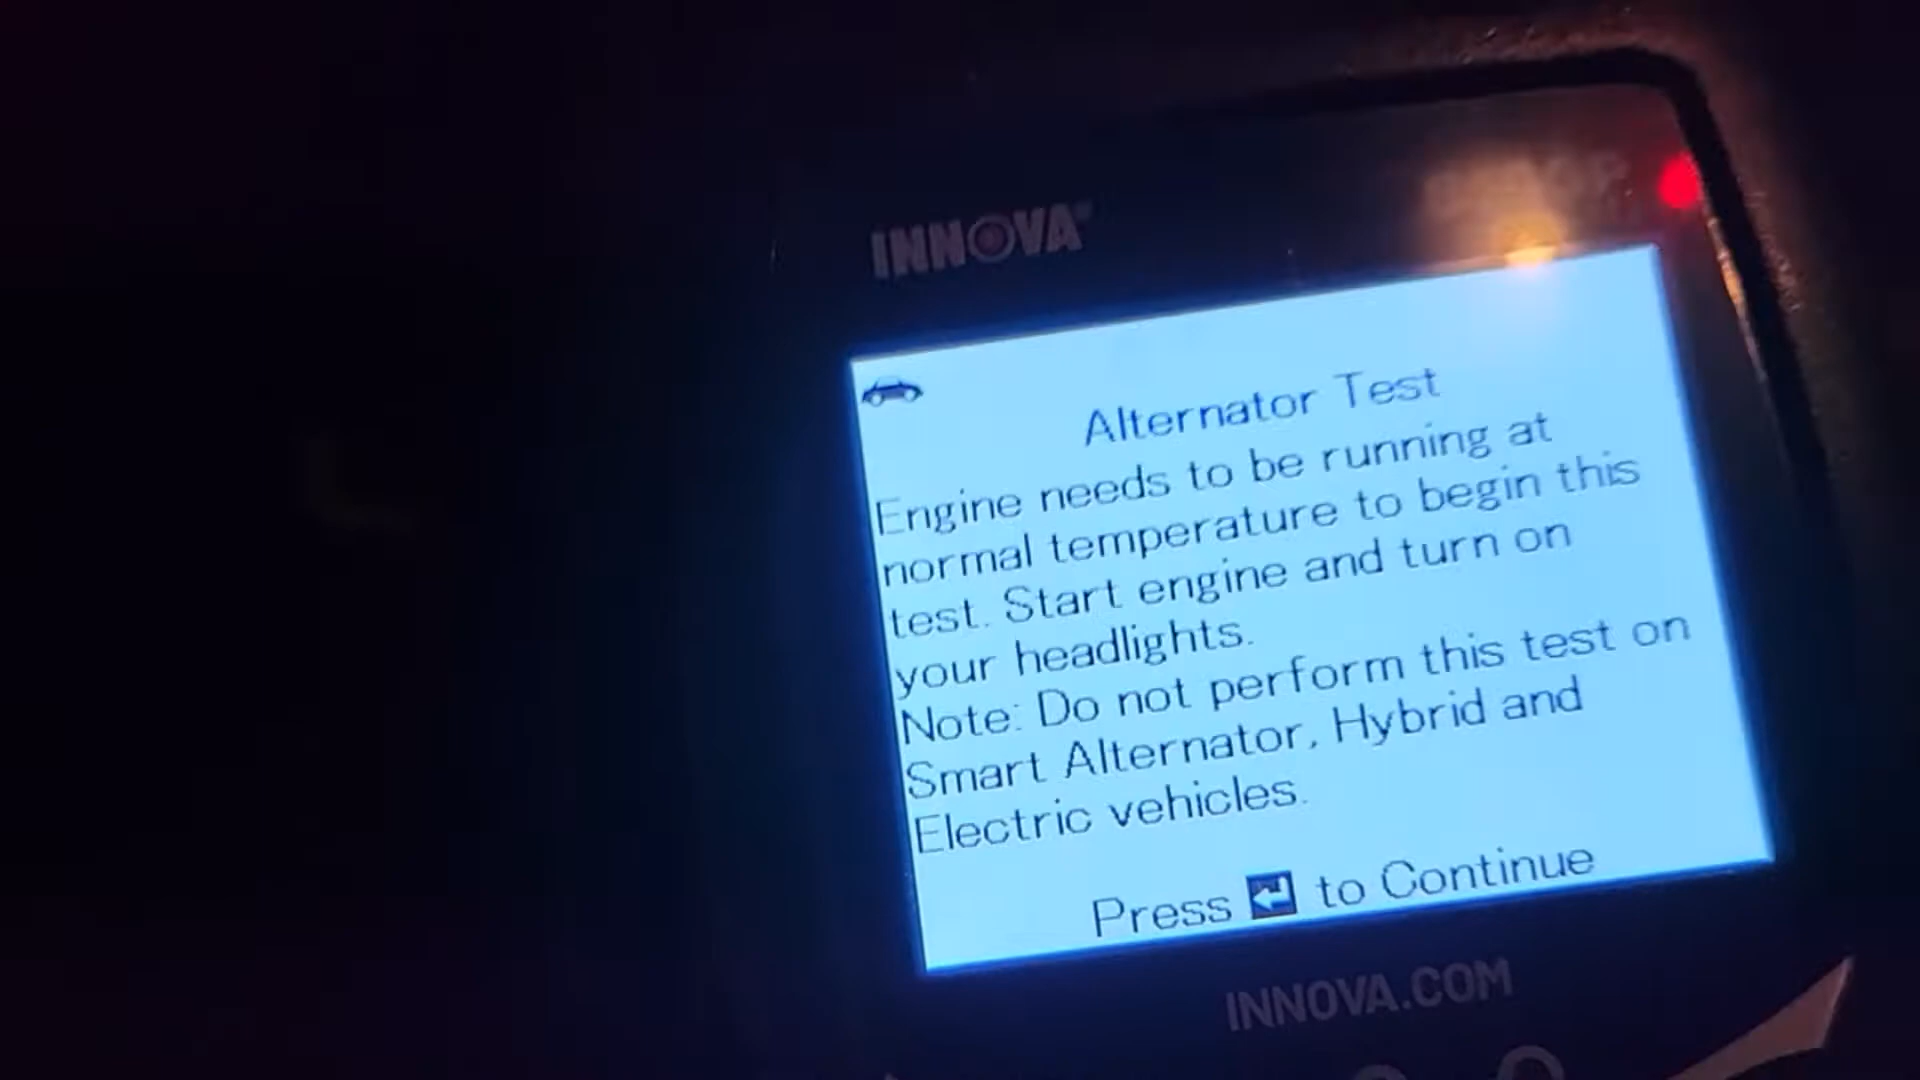 INNOVA®
Alternator Test
Engine needs to be running at
normal temperature to begin this
test. Start engine and turn on
your headlights.
Note: Do not perform this test on
Smart Alternator, Hybrid and
Electric vehicles.
Press to Continue
INNOVA.COM